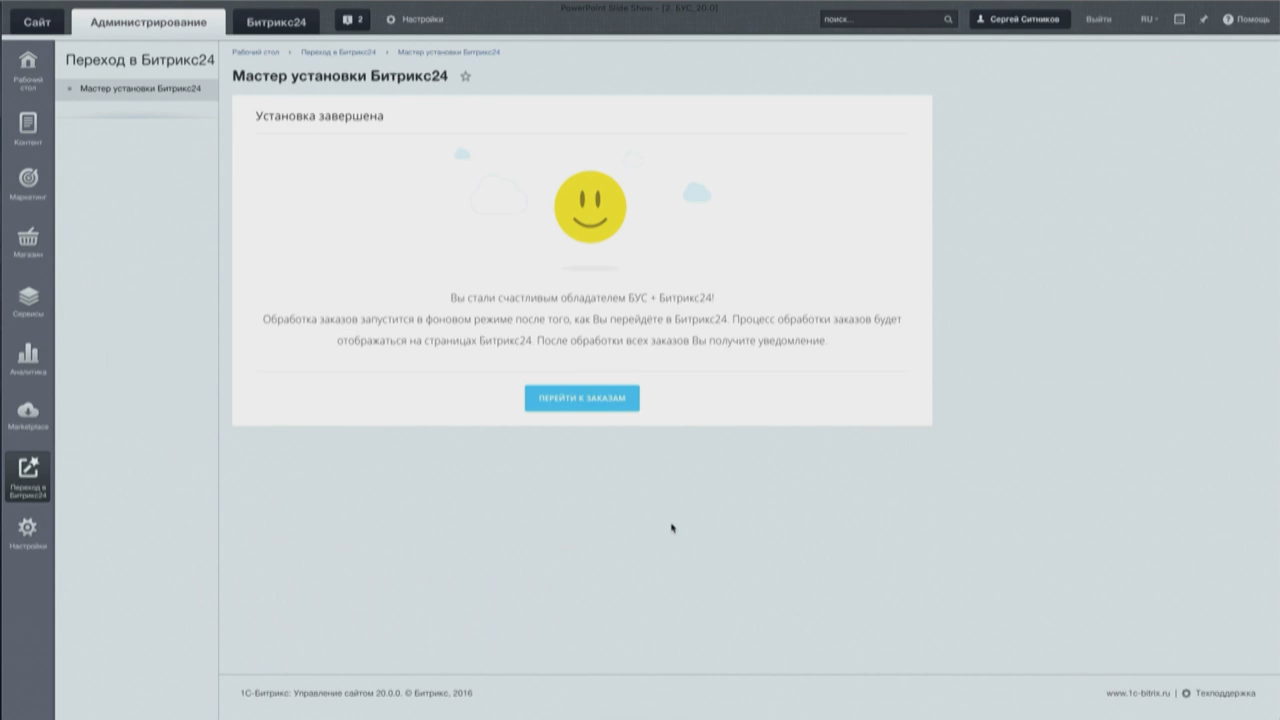 PowerPoint Slide Show - [2. БУС_20.0]
Сайт
Администрирование
Битрикс24
2
Настройки
поиск...
Сергей Ситников
Выйти
RU
Помощь
Переход в Битрикс24
Мастер установки Битрикс24
Рабочий стол
Контент
Маркетинг
Магазин
Сервисы
Аналитика
Marketplace
Переход в Битрикс24
Настройки
Рабочий стол › Переход в Битрикс24 › Мастер установки Битрикс24
Мастер установки Битрикс24
Установка завершена
Вы стали счастливым обладателем БУС + Битрикс24!
Обработка заказов запустится в фоновом режиме после того, как Вы перейдёте в Битрикс24. Процесс обработки заказов будет
отображаться на страницах Битрикс24. После обработки всех заказов Вы получите уведомление.
ПЕРЕЙТИ К ЗАКАЗАМ
1С-Битрикс: Управление сайтом 20.0.0. © Битрикс, 2016
www.1c-bitrix.ru | Техподдержка